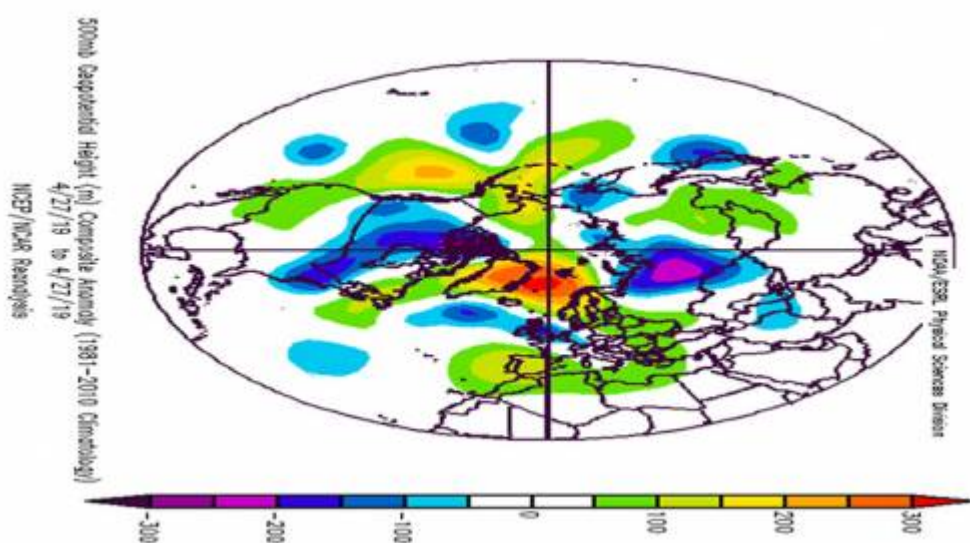 NOAA/ESRL Physical Sciences Division
-300 -200 -100 0 100 200 300
500mb Geopotential Height (m) Composite Anomaly (1981-2010 Climatology)
4/27/19 to 4/27/19
NCEP/NCAR Reanalysis